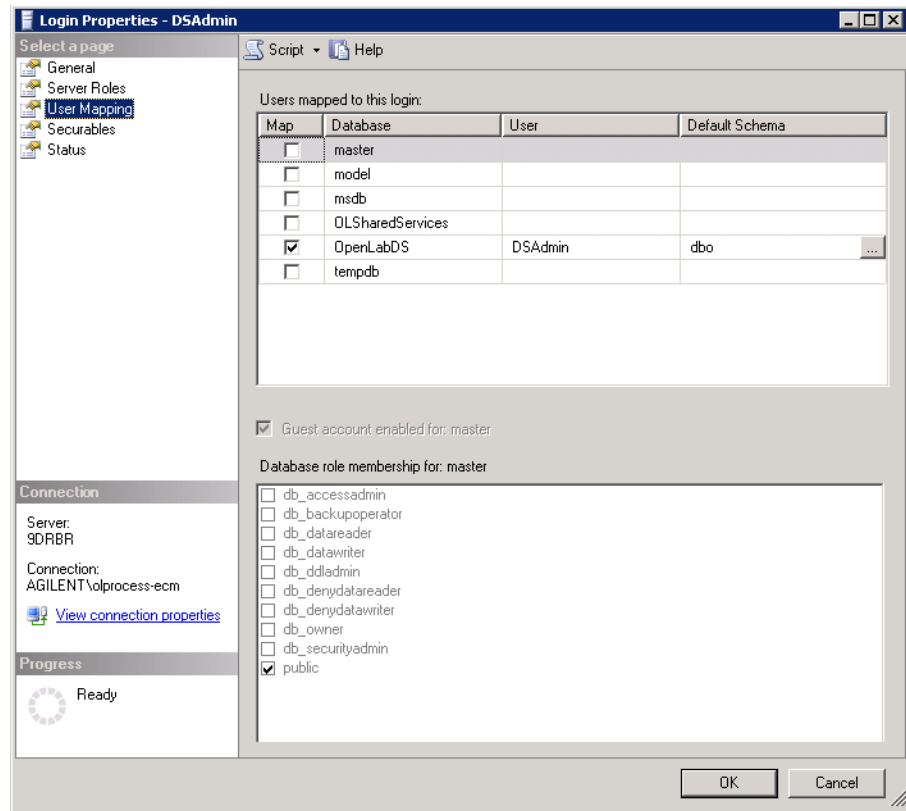 Login Properties - DSAdmin
Select a page
General
Server Roles
User Mapping
Securables
Status
Script Help
Users mapped to this login:
Map Database User Default Schema
master
model
msdb
OLSharedServices
OpenLabDS DSAdmin dbo ...
tempdb
Guest account enabled for: master
Database role membership for: master
db_accessadmin
db_backupoperator
db_datareader
db_datawriter
db_ddladmin
db_denydatareader
db_denydatawriter
db_owner
db_securityadmin
public
Connection
Server:
9DRBR
Connection:
AGILENT\olprocess-ecm
View connection properties
Progress
Ready
OK Cancel